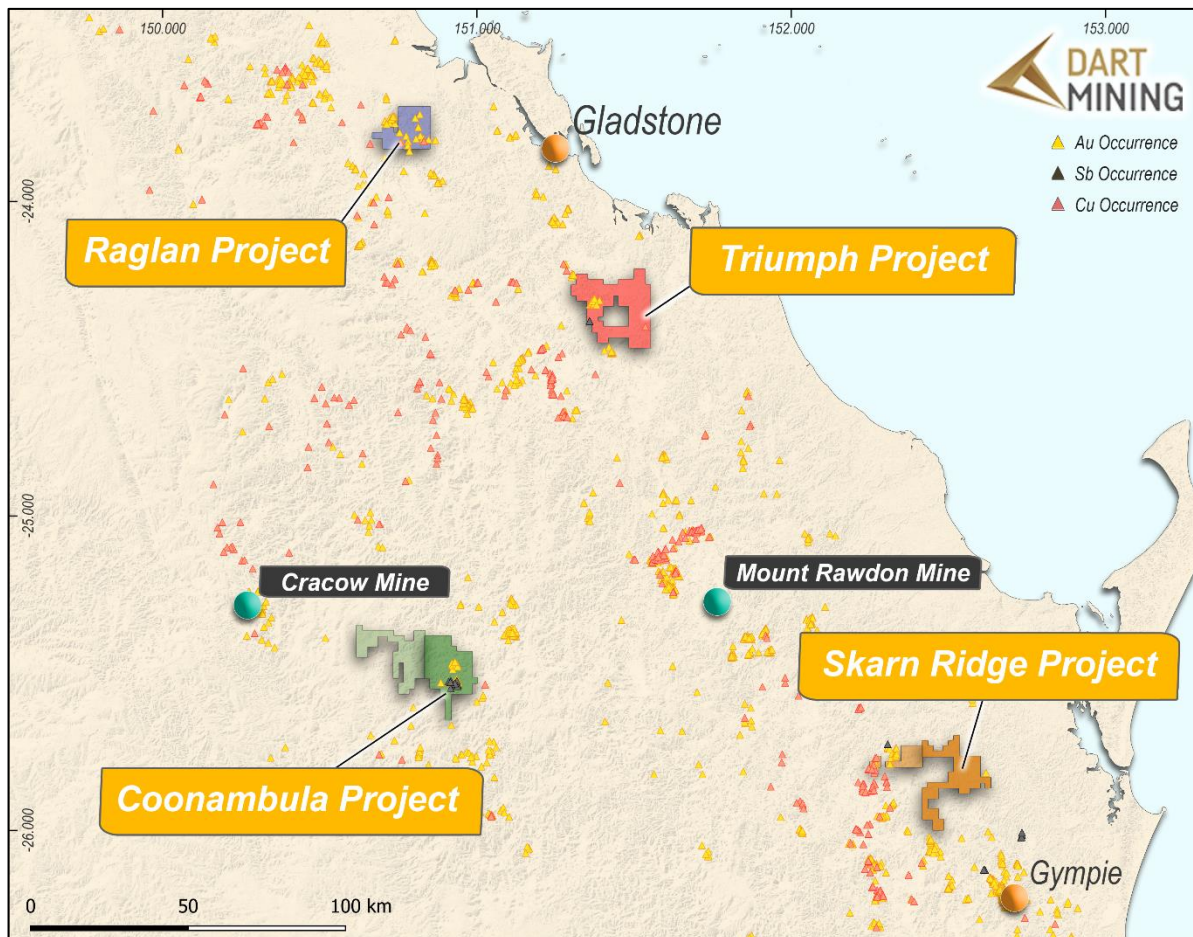 150.000
151.000
152.000
153.000
DART
MINING
Gladstone
Au Occurrence
Sb Occurrence
Cu Occurrence
-24.000
Raglan Project
Triumph Project
-25.000
Cracow Mine
Mount Rawdon Mine
Skarn Ridge Project
Coonambula Project
-26.000
Gympie
0
50
100 km